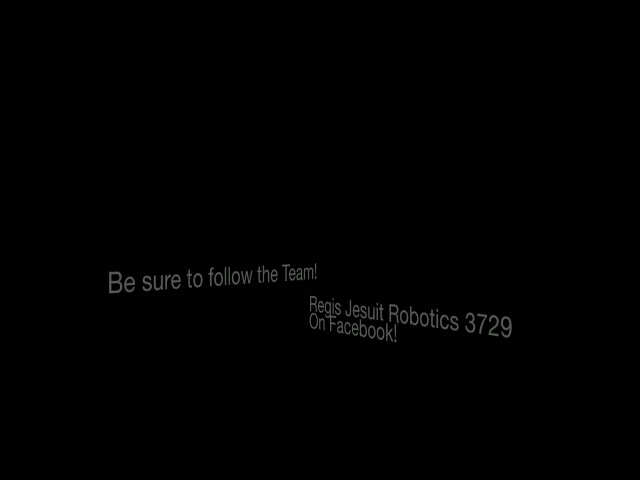 Be sure to follow the Team!
Regis Jesuit Robotics 3729
On Facebook!